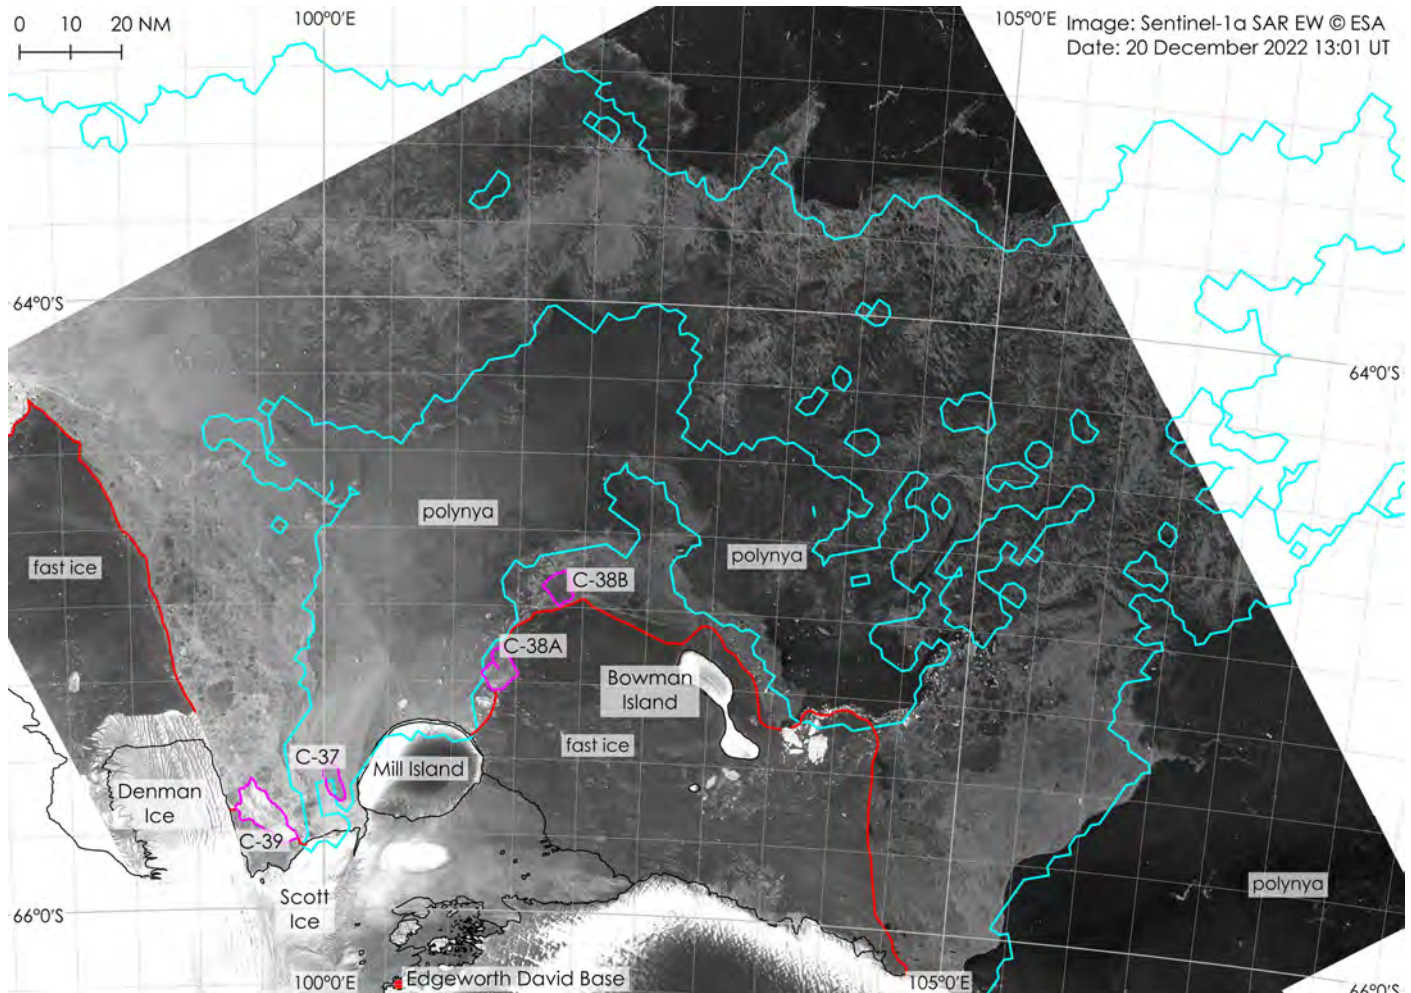 0 10 20 NM
100°0'E
105°0'E
Image: Sentinel-1a SAR EW © ESA
Date: 20 December 2022 13:01 UT
64°0'S
64°0'S
polynya
polynya
fast ice
C-38B
C-38A
Bowman
Island
fast ice
C-37
Mill Island
Denman
Ice
C-39
Scott
Ice
polynya
66°0'S
100°0'E
Edgeworth David Base
105°0'E
66°0'S